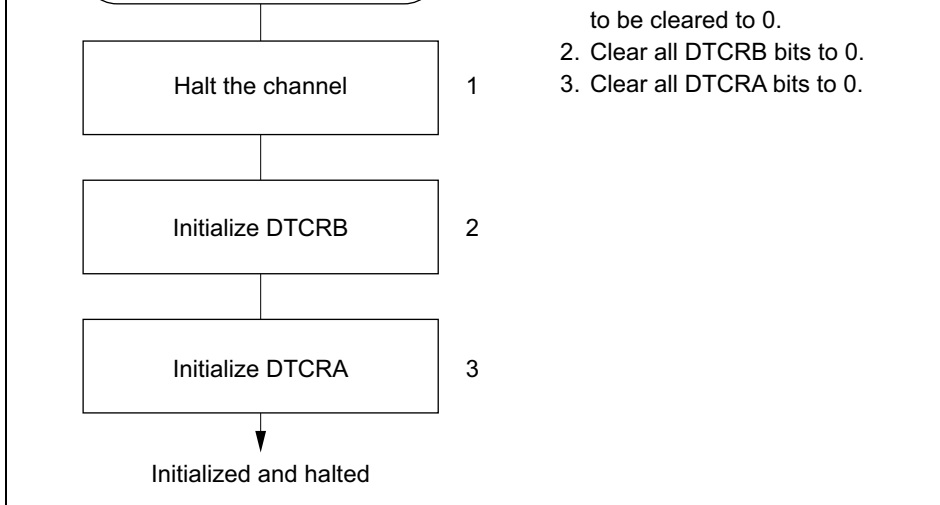 to be cleared to 0.
2. Clear all DTCRB bits to 0.
3. Clear all DTCRA bits to 0.
Halt the channel 1
Initialize DTCRB 2
Initialize DTCRA 3
Initialized and halted